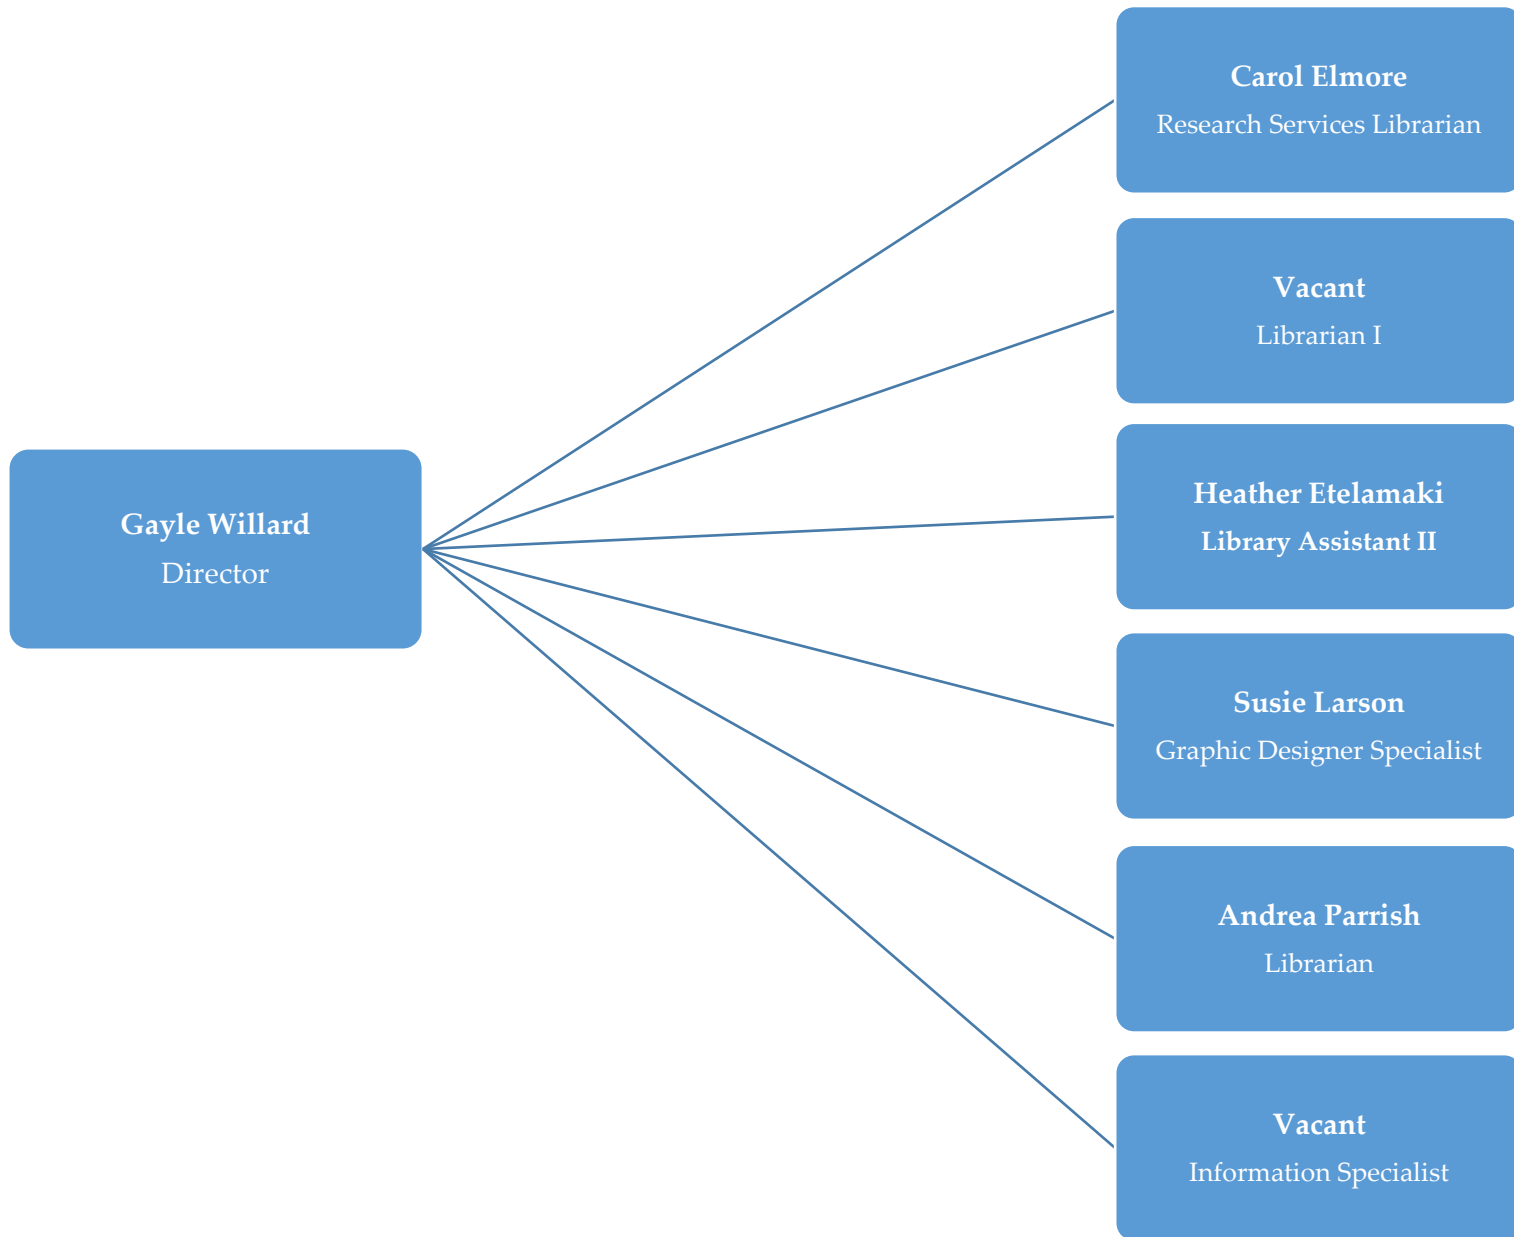 Carol Elmore
Research Services Librarian
Vacant
Librarian I
Heather Etelamaki
Library Assistant II
Gayle Willard
Director
Susie Larson
Graphic Designer Specialist
Andrea Parrish
Librarian
Vacant
Information Specialist